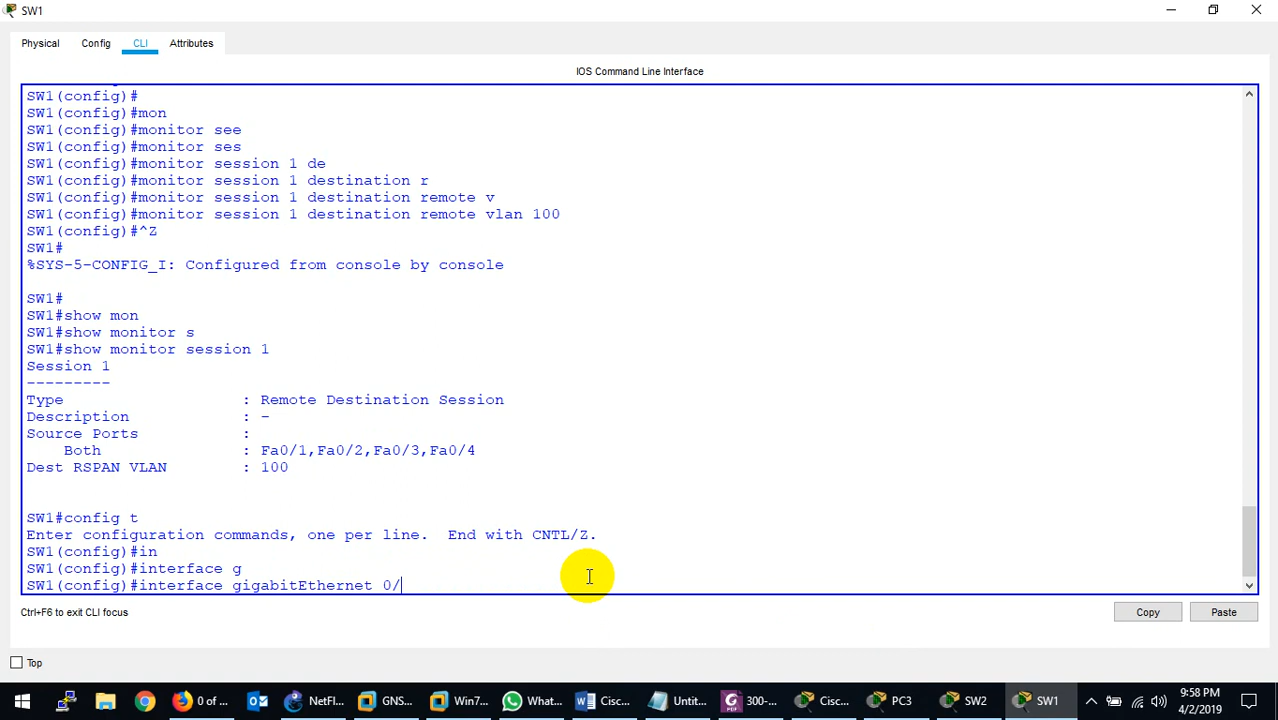 SW1
Physical
Config
CLI
Attributes
IOS Command Line Interface
SW1(config)#
SW1(config)#mon
SW1(config)#monitor see
SW1(config)#monitor ses
SW1(config)#monitor session 1 de
SW1(config)#monitor session 1 destination r
SW1(config)#monitor session 1 destination remote v
SW1(config)#monitor session 1 destination remote vlan 100
SW1(config)#^Z
SW1#
%SYS-5-CONFIG_I: Configured from console by console
SW1#
SW1#show mon
SW1#show monitor s
SW1#show monitor session 1
Session 1
---------
Type : Remote Destination Session
Description : -
Source Ports :
Both : Fa0/1,Fa0/2,Fa0/3,Fa0/4
Dest RSPAN VLAN : 100
SW1#config t
Enter configuration commands, one per line. End with CNTL/Z.
SW1(config)#in
SW1(config)#interface g
SW1(config)#interface gigabitEthernet 0/
Ctrl+F6 to exit CLI focus
Copy
Paste
Top
0 of ...
NetFl...
GNS...
Win7...
What...
Cisc...
Untit...
300-...
Cisc...
PC3
SW2
SW1
9:58 PM
4/2/2019